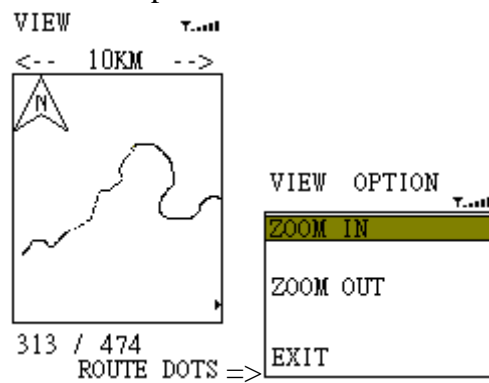 VIEW
<-- 10KM -->
N
313 / 474
ROUTE DOTS =>
VIEW OPTION
ZOOM IN
ZOOM OUT
EXIT